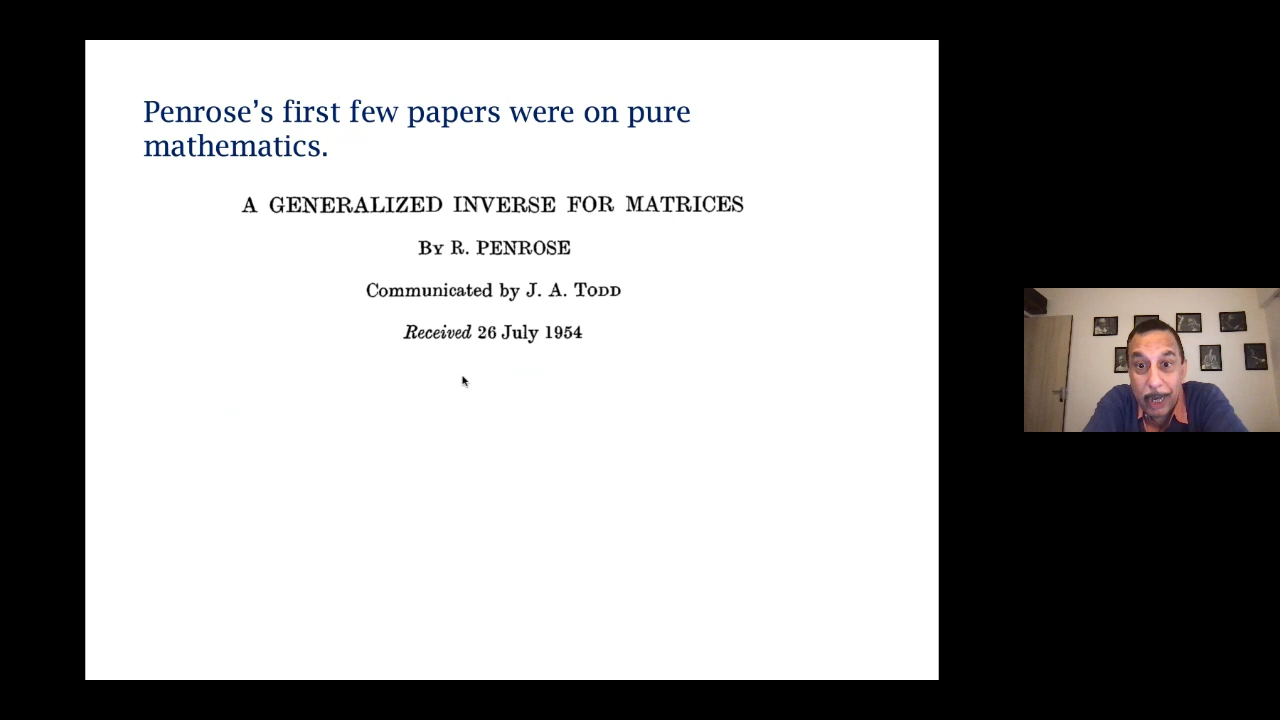 Penrose’s first few papers were on pure
mathematics.
A GENERALIZED INVERSE FOR MATRICES
By R. PENROSE
Communicated by J. A. Todd
Received 26 July 1954